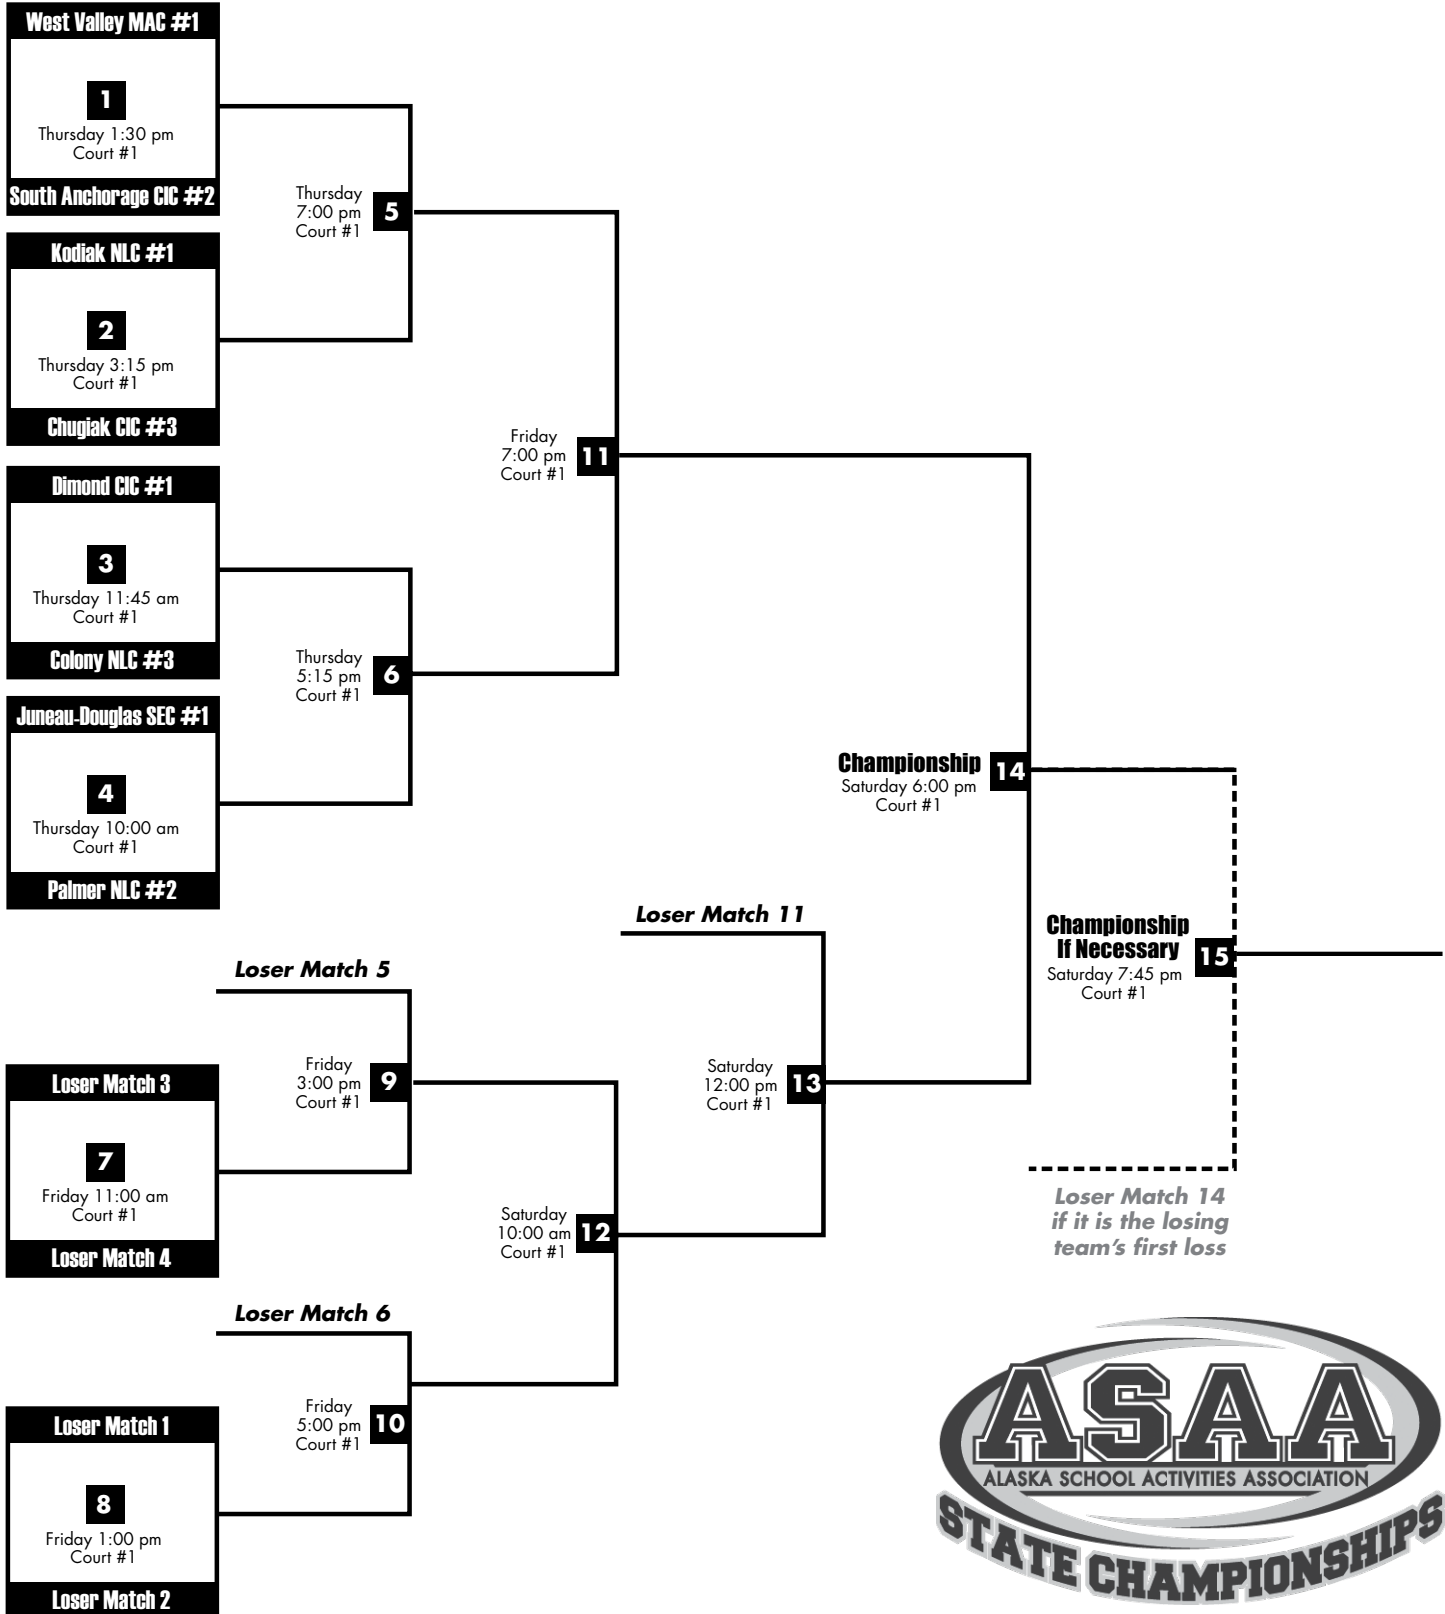 West Valley MAC #1
1
Thursday 1:30 pm
Court #1
South Anchorage CIC #2
Kodiak NLC #1
2
Thursday 3:15 pm
Court #1
Chugiak CIC #3
Dimond CIC #1
3
Thursday 11:45 am
Court #1
Colony NLC #3
Juneau-Douglas SEC #1
4
Thursday 10:00 am
Court #1
Palmer NLC #2
Thursday
7:00 pm
Court #1
5
Thursday
5:15 pm
Court #1
6
Friday
7:00 pm
Court #1
11
Championship
Saturday 6:00 pm
Court #1
14
Loser Match 11
Championship
If Necessary
Saturday 7:45 pm
Court #1
15
Loser Match 5
Friday
3:00 pm
Court #1
9
Loser Match 3
7
Friday 11:00 am
Court #1
Loser Match 4
Saturday
12:00 pm
Court #1
13
Saturday
10:00 am
Court #1
12
Loser Match 14
if it is the losing
team’s first loss
Loser Match 6
Friday
5:00 pm
Court #1
10
Loser Match 1
8
Friday 1:00 pm
Court #1
Loser Match 2
ASAA
ALASKA SCHOOL ACTIVITIES ASSOCIATION
STATE CHAMPIONSHIPS